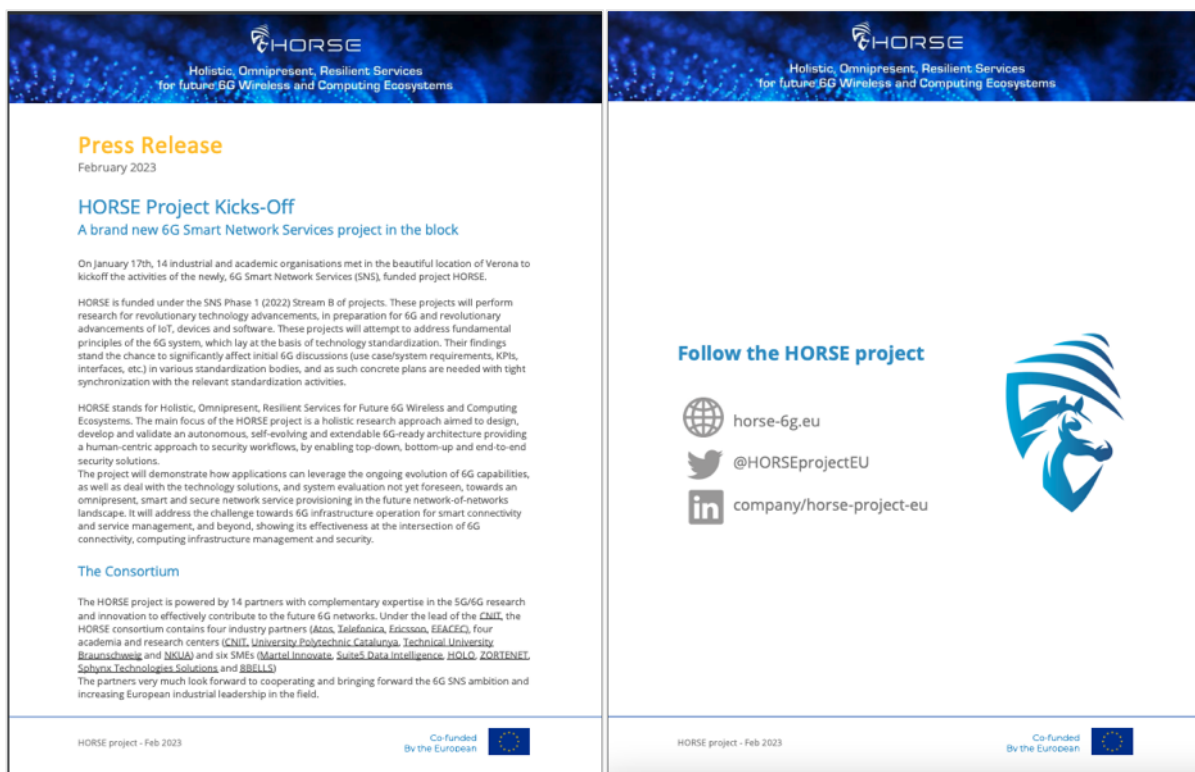 HORSE
Holistic, Omnipresent, Resilient Services
for future 6G Wireless and Computing Ecosystems
Press Release
February 2023
HORSE Project Kicks-Off
A brand new 6G Smart Network Services project in the block
On January 17th, 14 industrial and academic organisations met in the beautiful location of Verona to
kickoff the activities of the newly, 6G Smart Network Services (SNS), funded project HORSE.
HORSE is funded under the SNS Phase 1 (2022) Stream B of projects. These projects will perform
research for revolutionary technology advancements, in preparation for 6G and revolutionary
advancements of IoT, devices and software. These projects will attempt to address fundamental
principles of the 6G system, which lay at the basis of technology standardization. Their findings
stand the chance to significantly affect initial 6G discussions (use case/system requirements, KPIs,
interfaces, etc.) in various standardization bodies, and as such concrete plans are needed with tight
synchronization with the relevant standardization activities.
HORSE stands for Holistic, Omnipresent, Resilient Services for Future 6G Wireless and Computing
Ecosystems. The main focus of the HORSE project is a holistic research approach aimed to design,
develop and validate an autonomous, self-evolving and extendable 6G-ready architecture providing
a human-centric approach to security workflows, by enabling top-down, bottom-up and end-to-end
security solutions.
The project will demonstrate how applications can leverage the ongoing evolution of 6G capabilities,
as well as deal with the technology solutions, and system evaluation not yet foreseen, towards an
omnipresent, smart and secure network service provisioning in the future network-of-networks
landscape. It will address the challenge towards 6G infrastructure operation for smart connectivity
and service management, and beyond, showing its effectiveness at the intersection of 6G
connectivity, computing infrastructure management and security.
The Consortium
The HORSE project is powered by 14 partners with complementary expertise in the 5G/6G research
and innovation to effectively contribute to the future 6G networks. Under the lead of the CNIT, the
HORSE consortium contains four industry partners (Atos, Telefonica, Ericsson, EFACEC), four
academia and research centers (CNIT, University Polytechnic Catalunya, Technical University
Braunschweig and NKUA) and six SMEs (Martel Innovate, Suite5 Data Intelligence, HOLO, ZORTENET,
Sphynx Technologies Solutions and 8BELLS)
The partners very much look forward to cooperating and bringing forward the 6G SNS ambition and
increasing European industrial leadership in the field.
HORSE project - Feb 2023
Co-funded
By the European
HORSE
Holistic, Omnipresent, Resilient Services
for future 6G Wireless and Computing Ecosystems
Follow the HORSE project
horse-6g.eu
@HORSEprojectEU
in company/horse-project-eu
HORSE project - Feb 2023
Co-funded
By the European